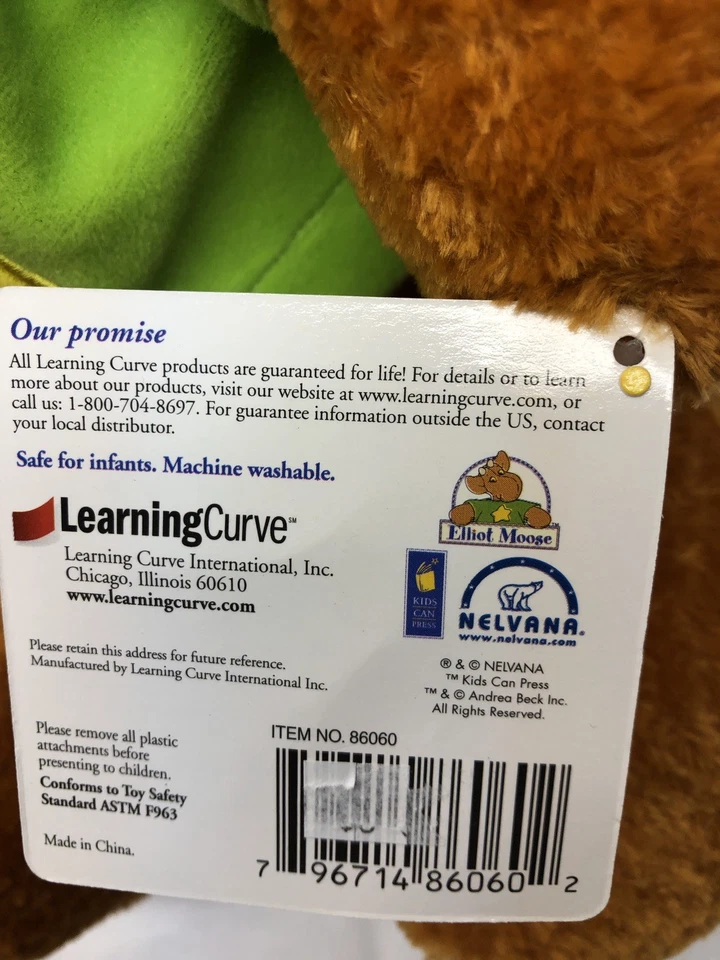 Our promise
All Learning Curve products are guaranteed for life! For details or to learn
more about our products, visit our website at www.learningcurve.com, or
call us: 1-800-704-8697. For guarantee information outside the US, contact
your local distributor.
Safe for infants. Machine washable.
LearningCurve℠
Learning Curve International, Inc.
Chicago, Illinois 60610
www.learningcurve.com
Elliot Moose
KIDS
CAN
PRESS
NELVANA®
www.nelvana.com
Please retain this address for future reference.
Manufactured by Learning Curve International Inc.
® & © NELVANA
™ Kids Can Press
™ & © Andrea Beck Inc.
All Rights Reserved.
Please remove all plastic
attachments before
presenting to children.
Conforms to Toy Safety
Standard ASTM F963
Made in China.
ITEM NO. 86060
7 96714 86060 2